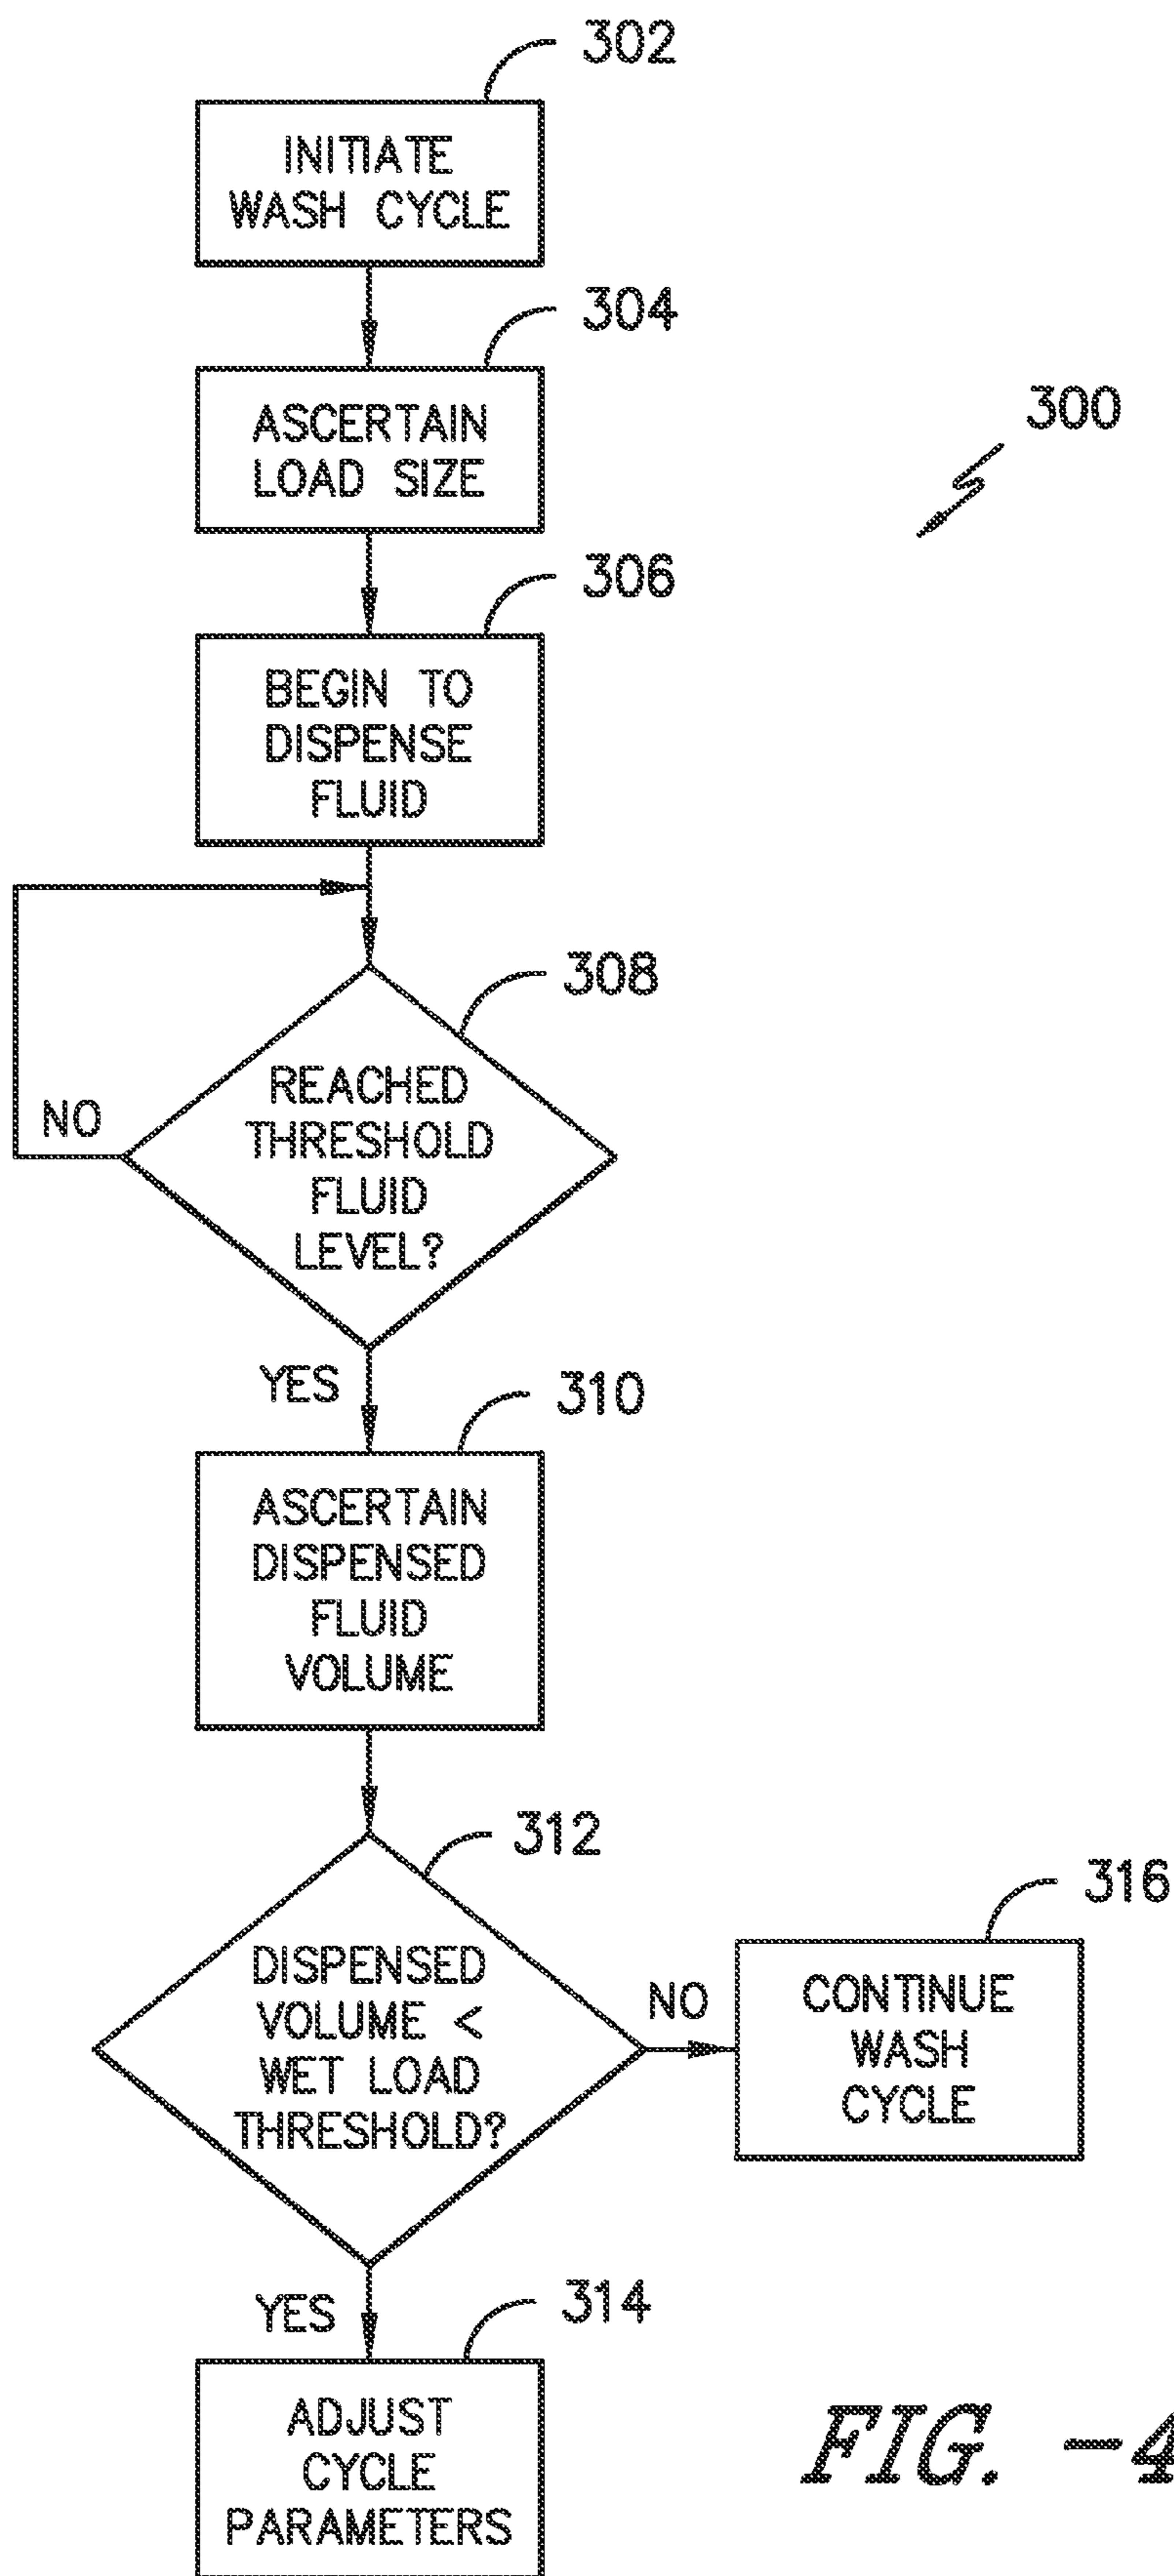 302
INITIATE
WASH CYCLE
304
ASCERTAIN
LOAD SIZE
300
306
BEGIN TO
DISPENSE
FLUID
308
REACHED
THRESHOLD
FLUID
LEVEL?
NO
YES
310
ASCERTAIN
DISPENSED
FLUID
VOLUME
312
DISPENSED
VOLUME <
WET LOAD
THRESHOLD?
NO
316
CONTINUE
WASH
CYCLE
YES
314
ADJUST
CYCLE
PARAMETERS
FIG. -4